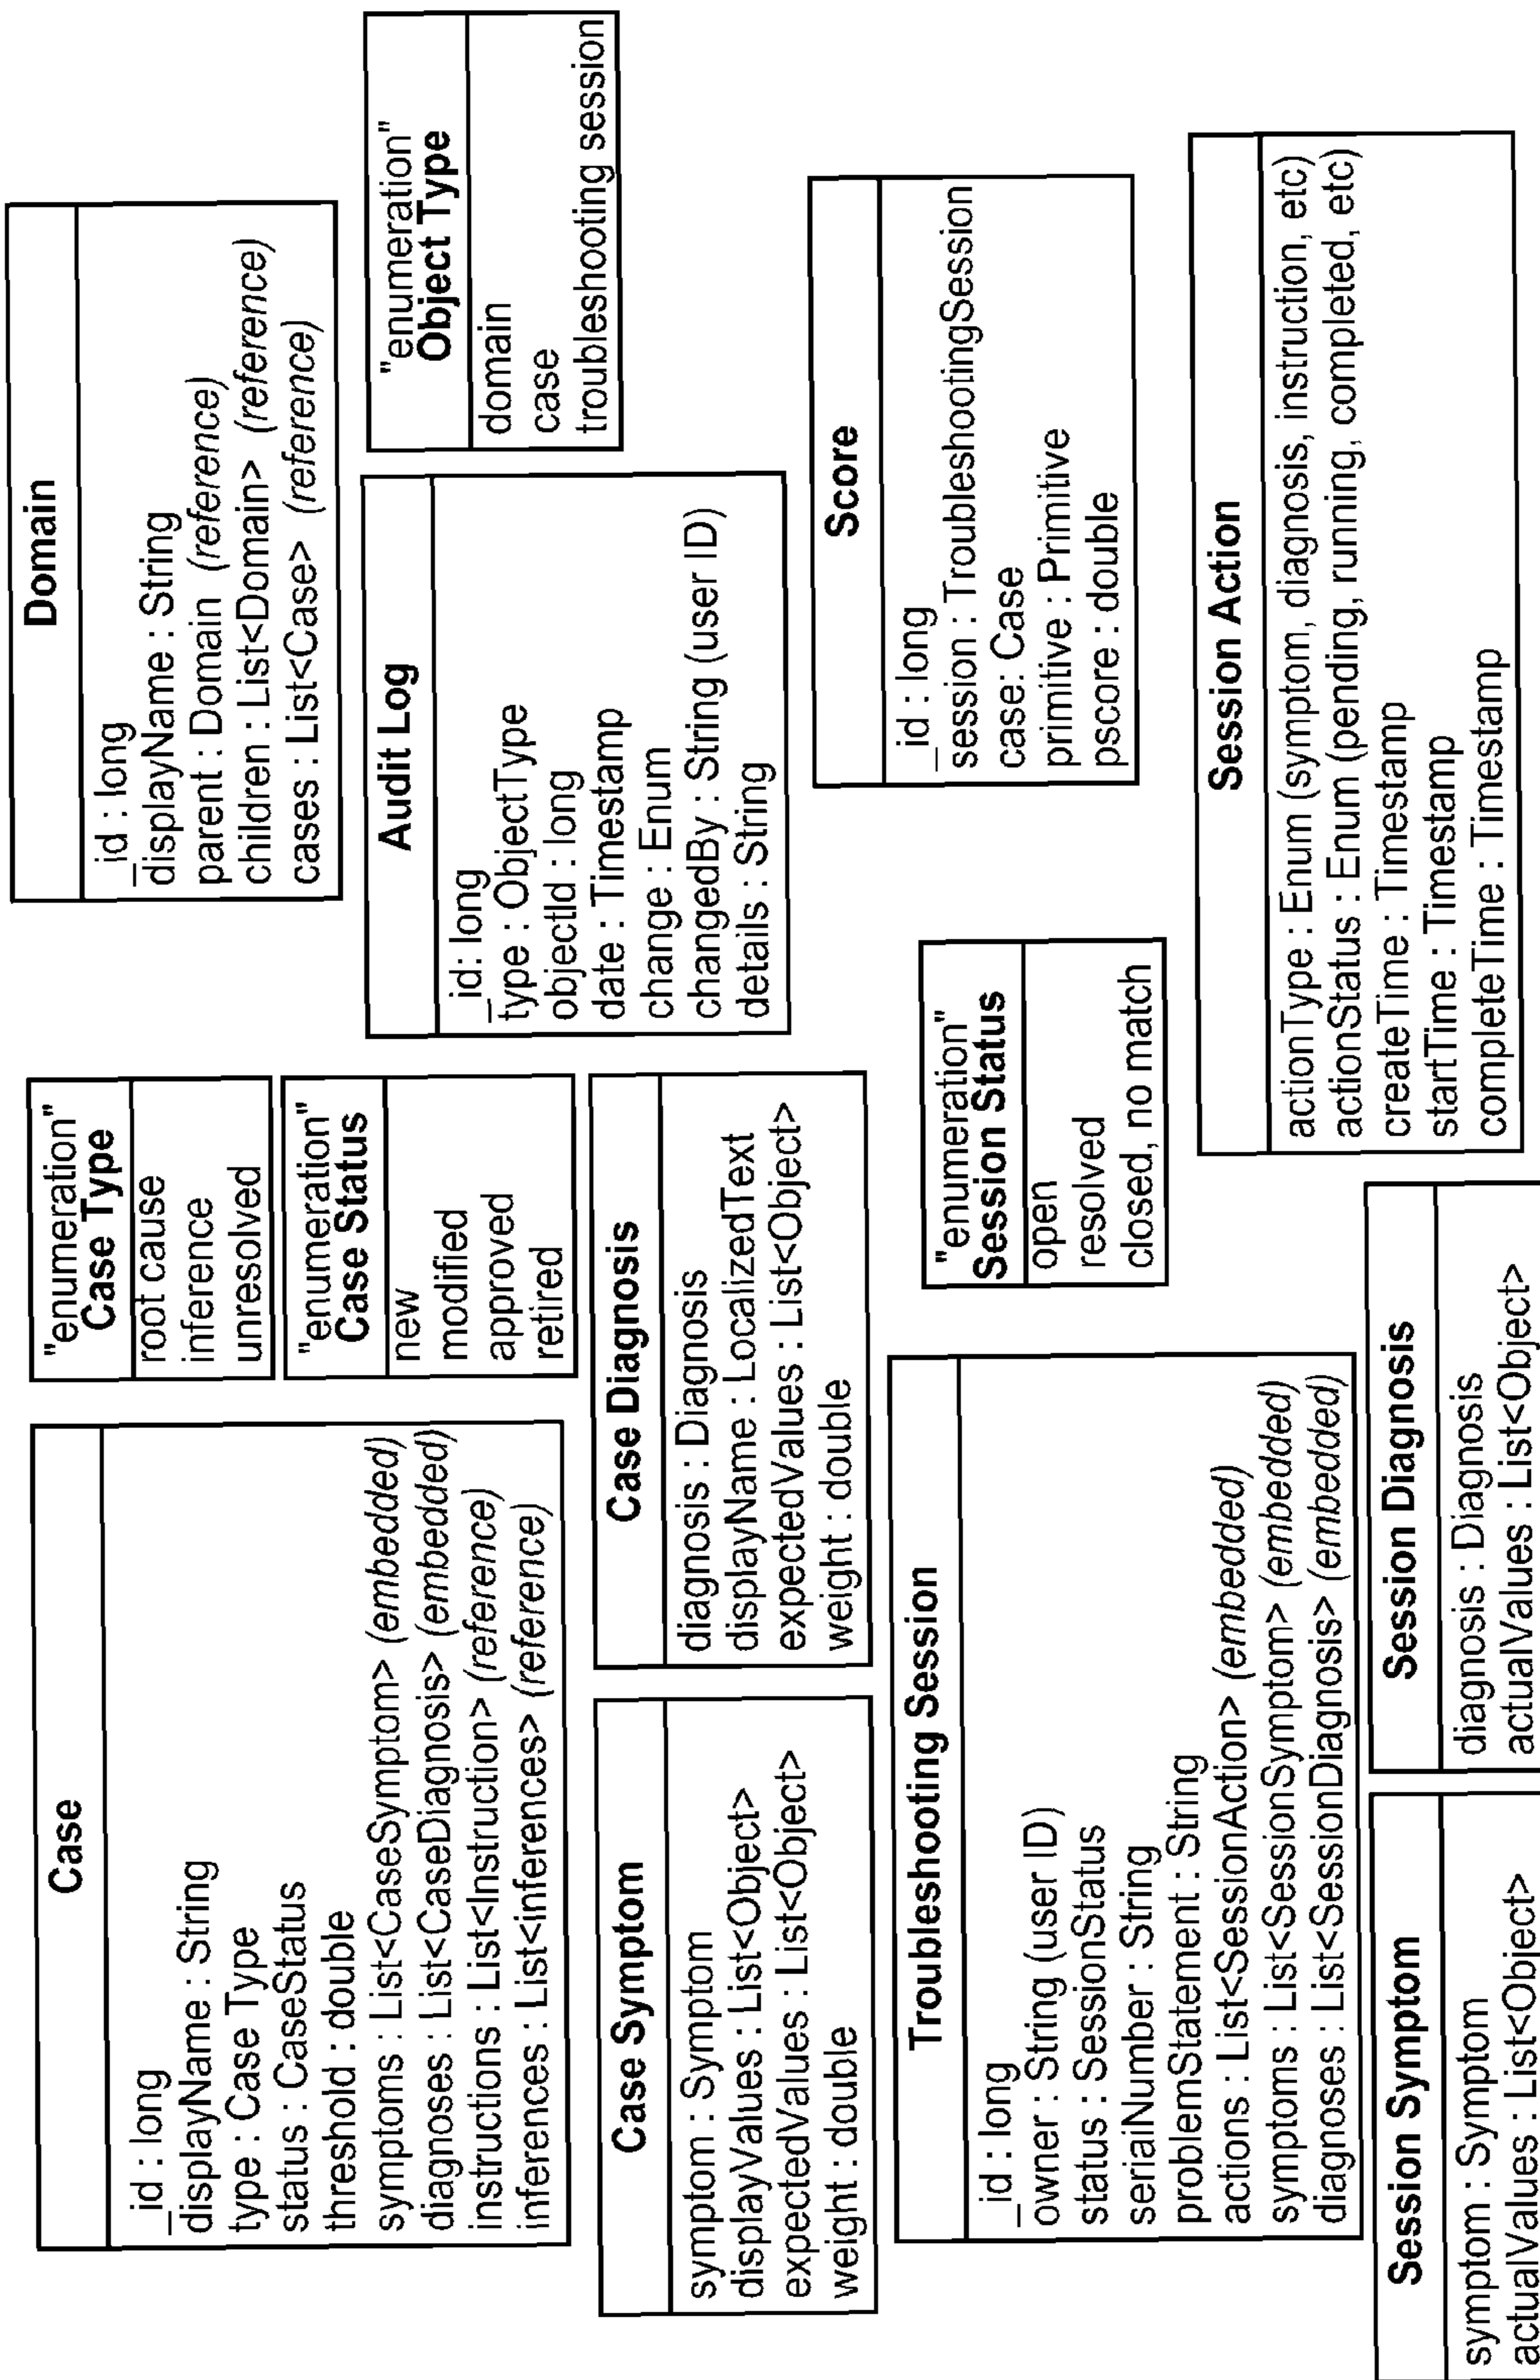 Case
_id : long
displayName : String
type : Case Type
status : CaseStatus
threshold : double
symptoms : List<CaseSymptom> (embedded)
diagnoses : List<CaseDiagnosis> (embedded)
instructions : List<Instruction> (reference)
inferences : List<inferences> (reference)
"enumeration"
Case Type
root cause
inference
unresolved
"enumeration"
Case Status
new
modified
approved
retired
Domain
_id : long
displayName : String
parent : Domain (reference)
children : List<Domain> (reference)
cases : List<Case> (reference)
Audit Log
_id: long
type : ObjectType
objectId : long
date : Timestamp
change : Enum
changedBy : String (user ID)
details : String
"enumeration"
Object Type
domain
case
troubleshooting session
Case Symptom
symptom : Symptom
displayValues : List<Object>
expectedValues : List<Object>
weight : double
Case Diagnosis
diagnosis : Diagnosis
displayName : LocalizedText
expectedValues : List<Object>
weight : double
Score
_id : long
session : TroubleshootingSession
case: Case
primitive : Primitive
pscore : double
Troubleshooting Session
_id : long
owner : String (user ID)
status : SessionStatus
serialNumber : String
problemStatement : String
actions : List<SessionAction> (embedded)
symptoms : List<SessionSymptom> (embedded)
diagnoses : List<SessionDiagnosis> (embedded)
"enumeration"
Session Status
open
resolved
closed, no match
Session Action
actionType : Enum (symptom, diagnosis, instruction, etc)
actionStatus : Enum (pending, running, completed, etc)
createTime : Timestamp
startTime : Timestamp
completeTime : Timestamp
Session Symptom
symptom : Symptom
actualValues : List<Object>
Session Diagnosis
diagnosis : Diagnosis
actualValues : List<Object>